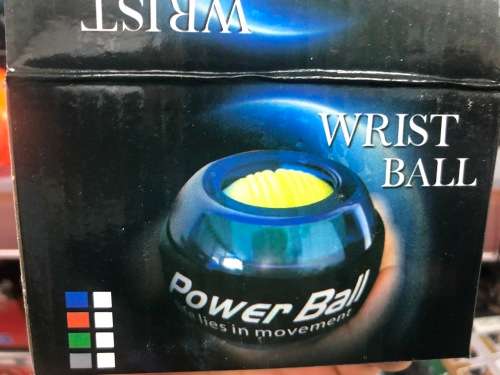 WRIST
WRIST
BALL
Power Ball
lies in movement